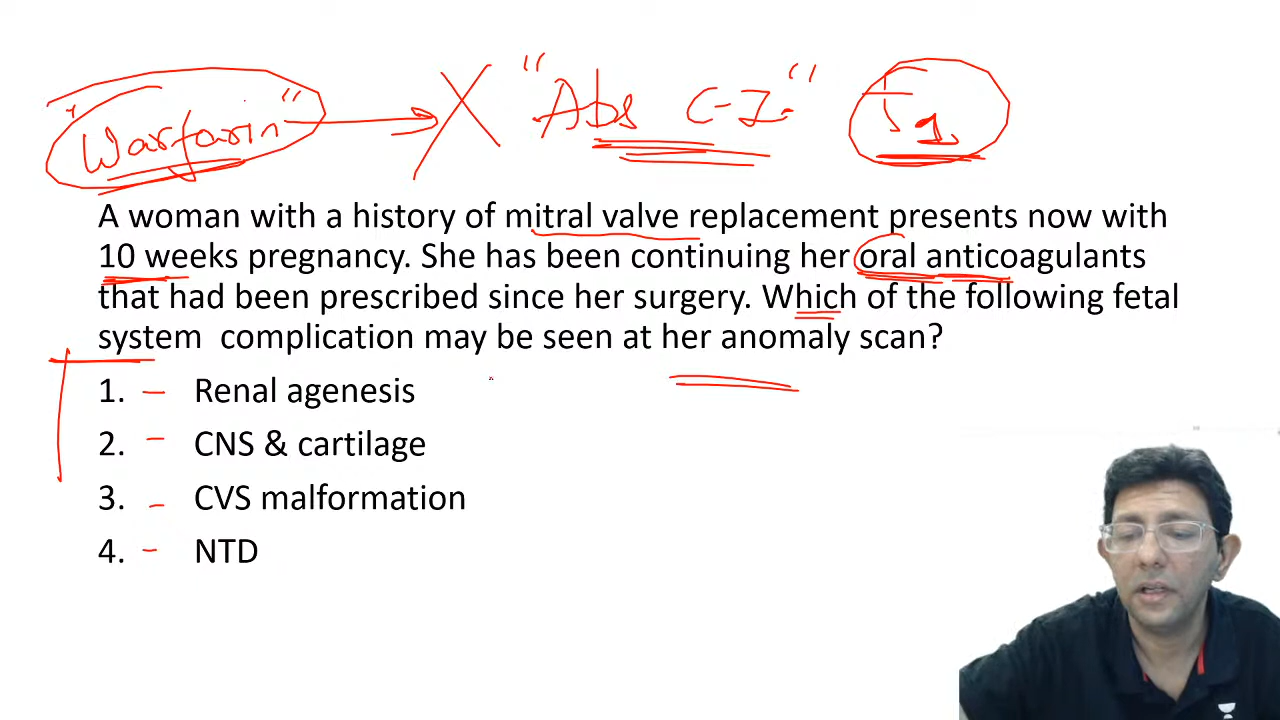 "Warfarin" → X "Abs C-I." T1.
A woman with a history of mitral valve replacement presents now with
10 weeks pregnancy. She has been continuing her oral anticoagulants
that had been prescribed since her surgery. Which of the following fetal
system complication may be seen at her anomaly scan?
1. – Renal agenesis
2. – CNS & cartilage
3. – CVS malformation
4. – NTD